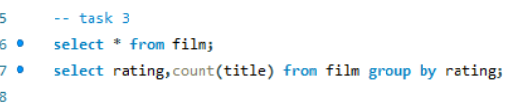 5 -- task 3
6 select * from film;
7 select rating,count(title) from film group by rating;
8